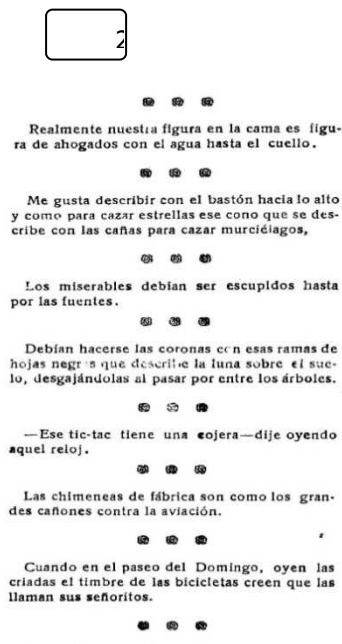 2
Realmente nuestra figura en la cama es figu-
ra de ahogados con el agua hasta el cuello.
Me gusta describir con el bastón hacia lo alto
y como para cazar estrellas ese cono que se des-
cribe con las cañas para cazar murciélagos,
Los miserables debían ser escupidos hasta
por las fuentes.
Debían hacerse las coronas con esas ramas de
hojas negras que describe la luna sobre el sue-
lo, desgajándolas al pasar por entre los árboles.
—Ese tic-tac tiene una cojera—dije oyendo
aquel reloj.
Las chimeneas de fábrica son como los gran-
des cañones contra la aviación.
Cuando en el paseo del Domingo, oyen las
criadas el timbre de las bicicletas creen que las
llaman sus señoritos.